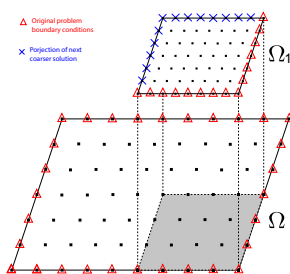 Original problem
boundary conditions
Porjection of next
coarser solution
Ω₁
Ω